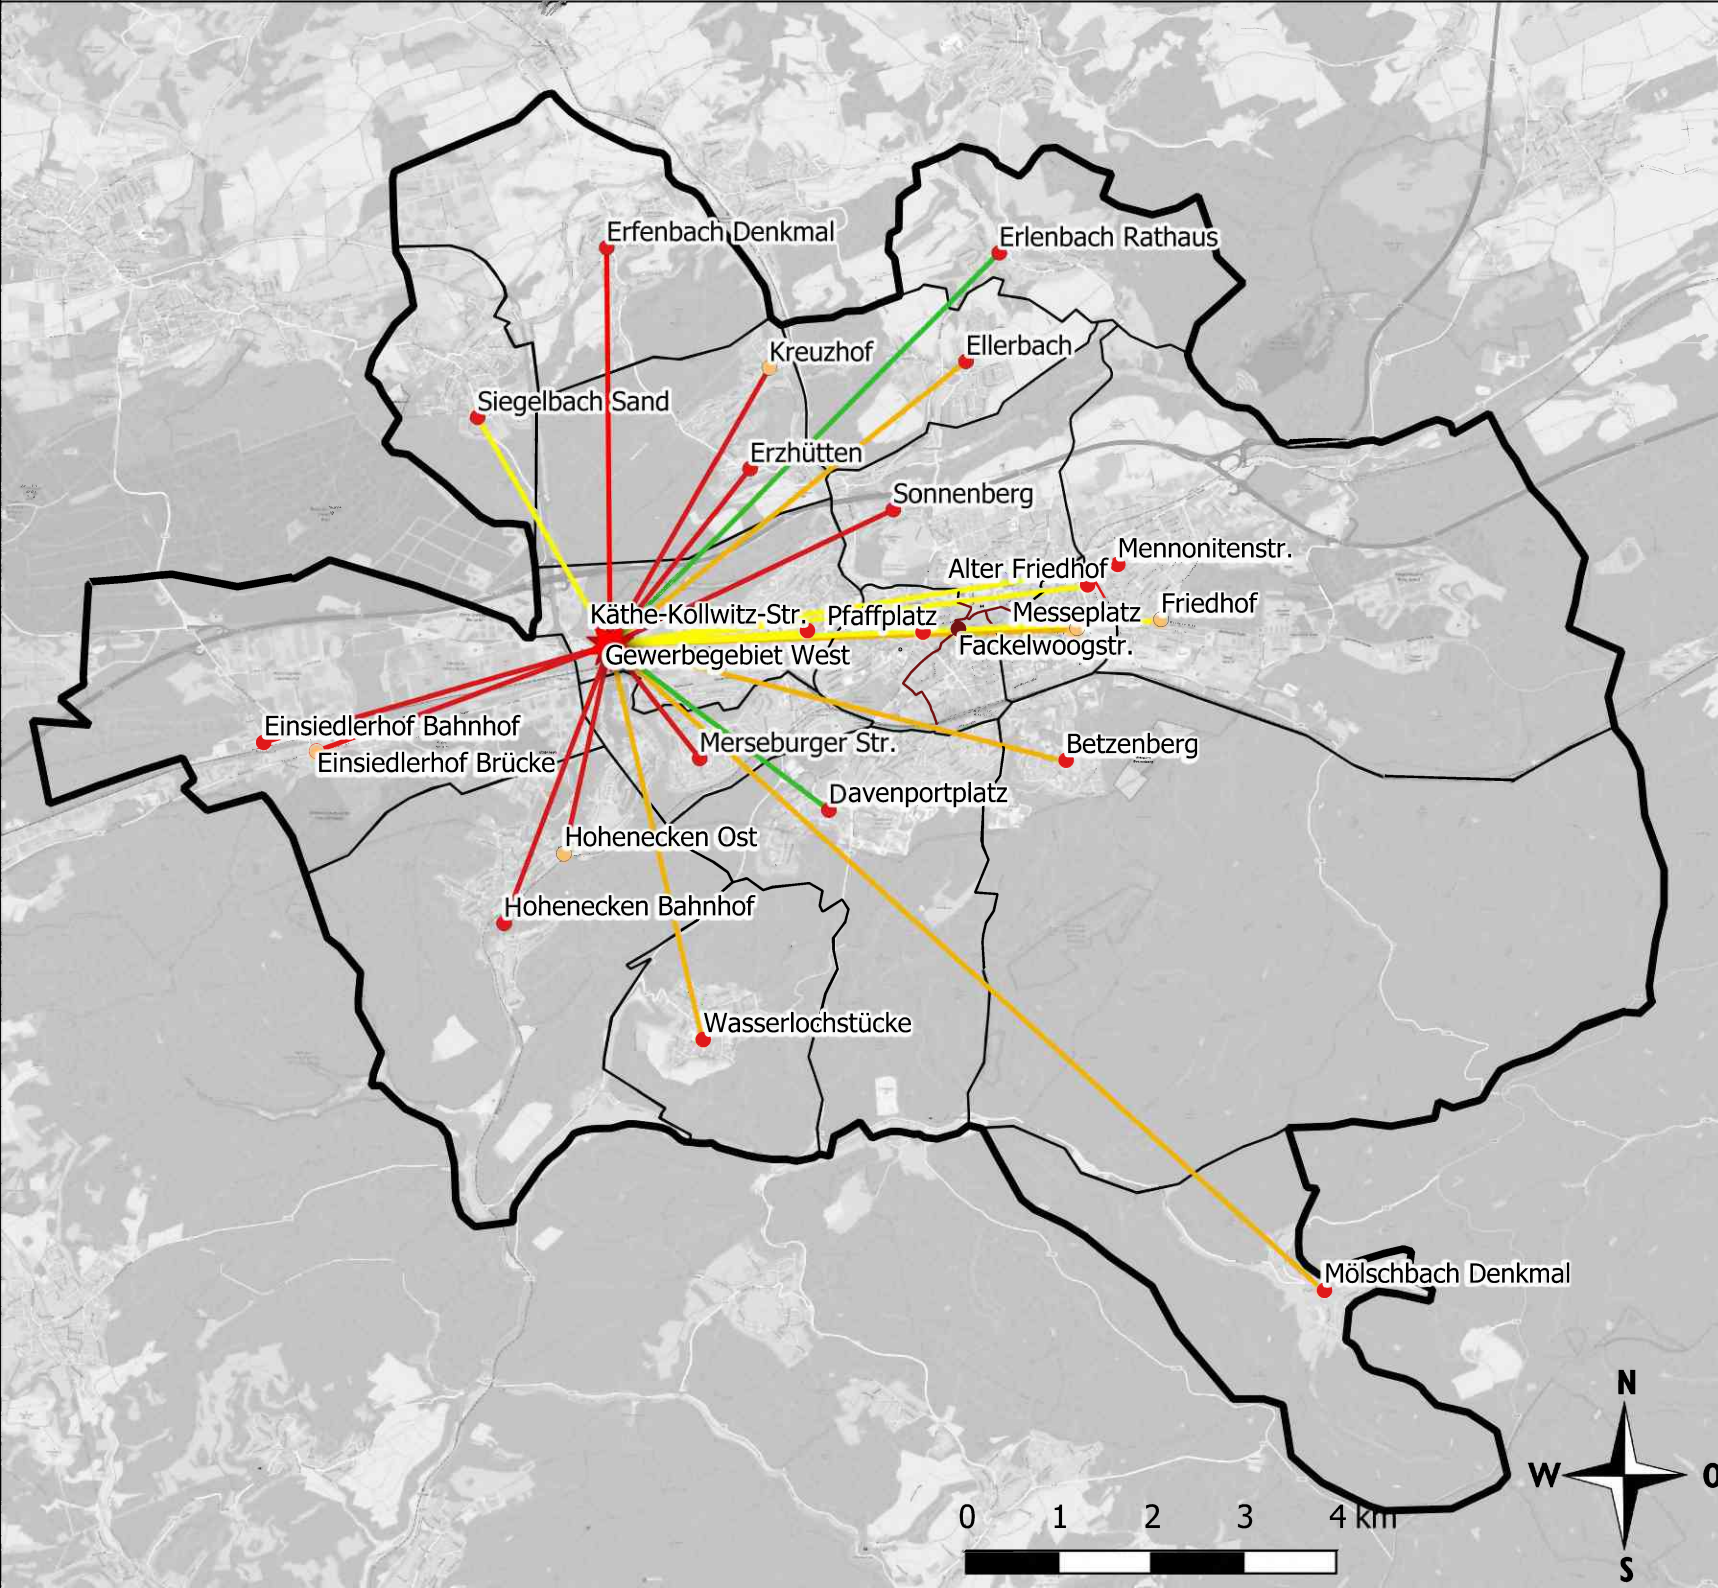 Erfenbach Denkmal
Erlenbach Rathaus
Kreuzhof
Ellerbach
Siegelbach Sand
Erzhütten
Sonnenberg
Mennonitenstr.
Alter Friedhof
Friedhof
Käthe-Kollwitz-Str.
Pfaffplatz
Messeplatz
Fackelwoogstr.
Gewerbegebiet West
Einsiedlerhof Bahnhof
Merseburger Str.
Betzenberg
Einsiedlerhof Brücke
Davenportplatz
Hohenecken Ost
Hohenecken Bahnhof
Wasserlochstücke
Mölschbach Denkmal
N
W
O
S
0 1 2 3 4 km